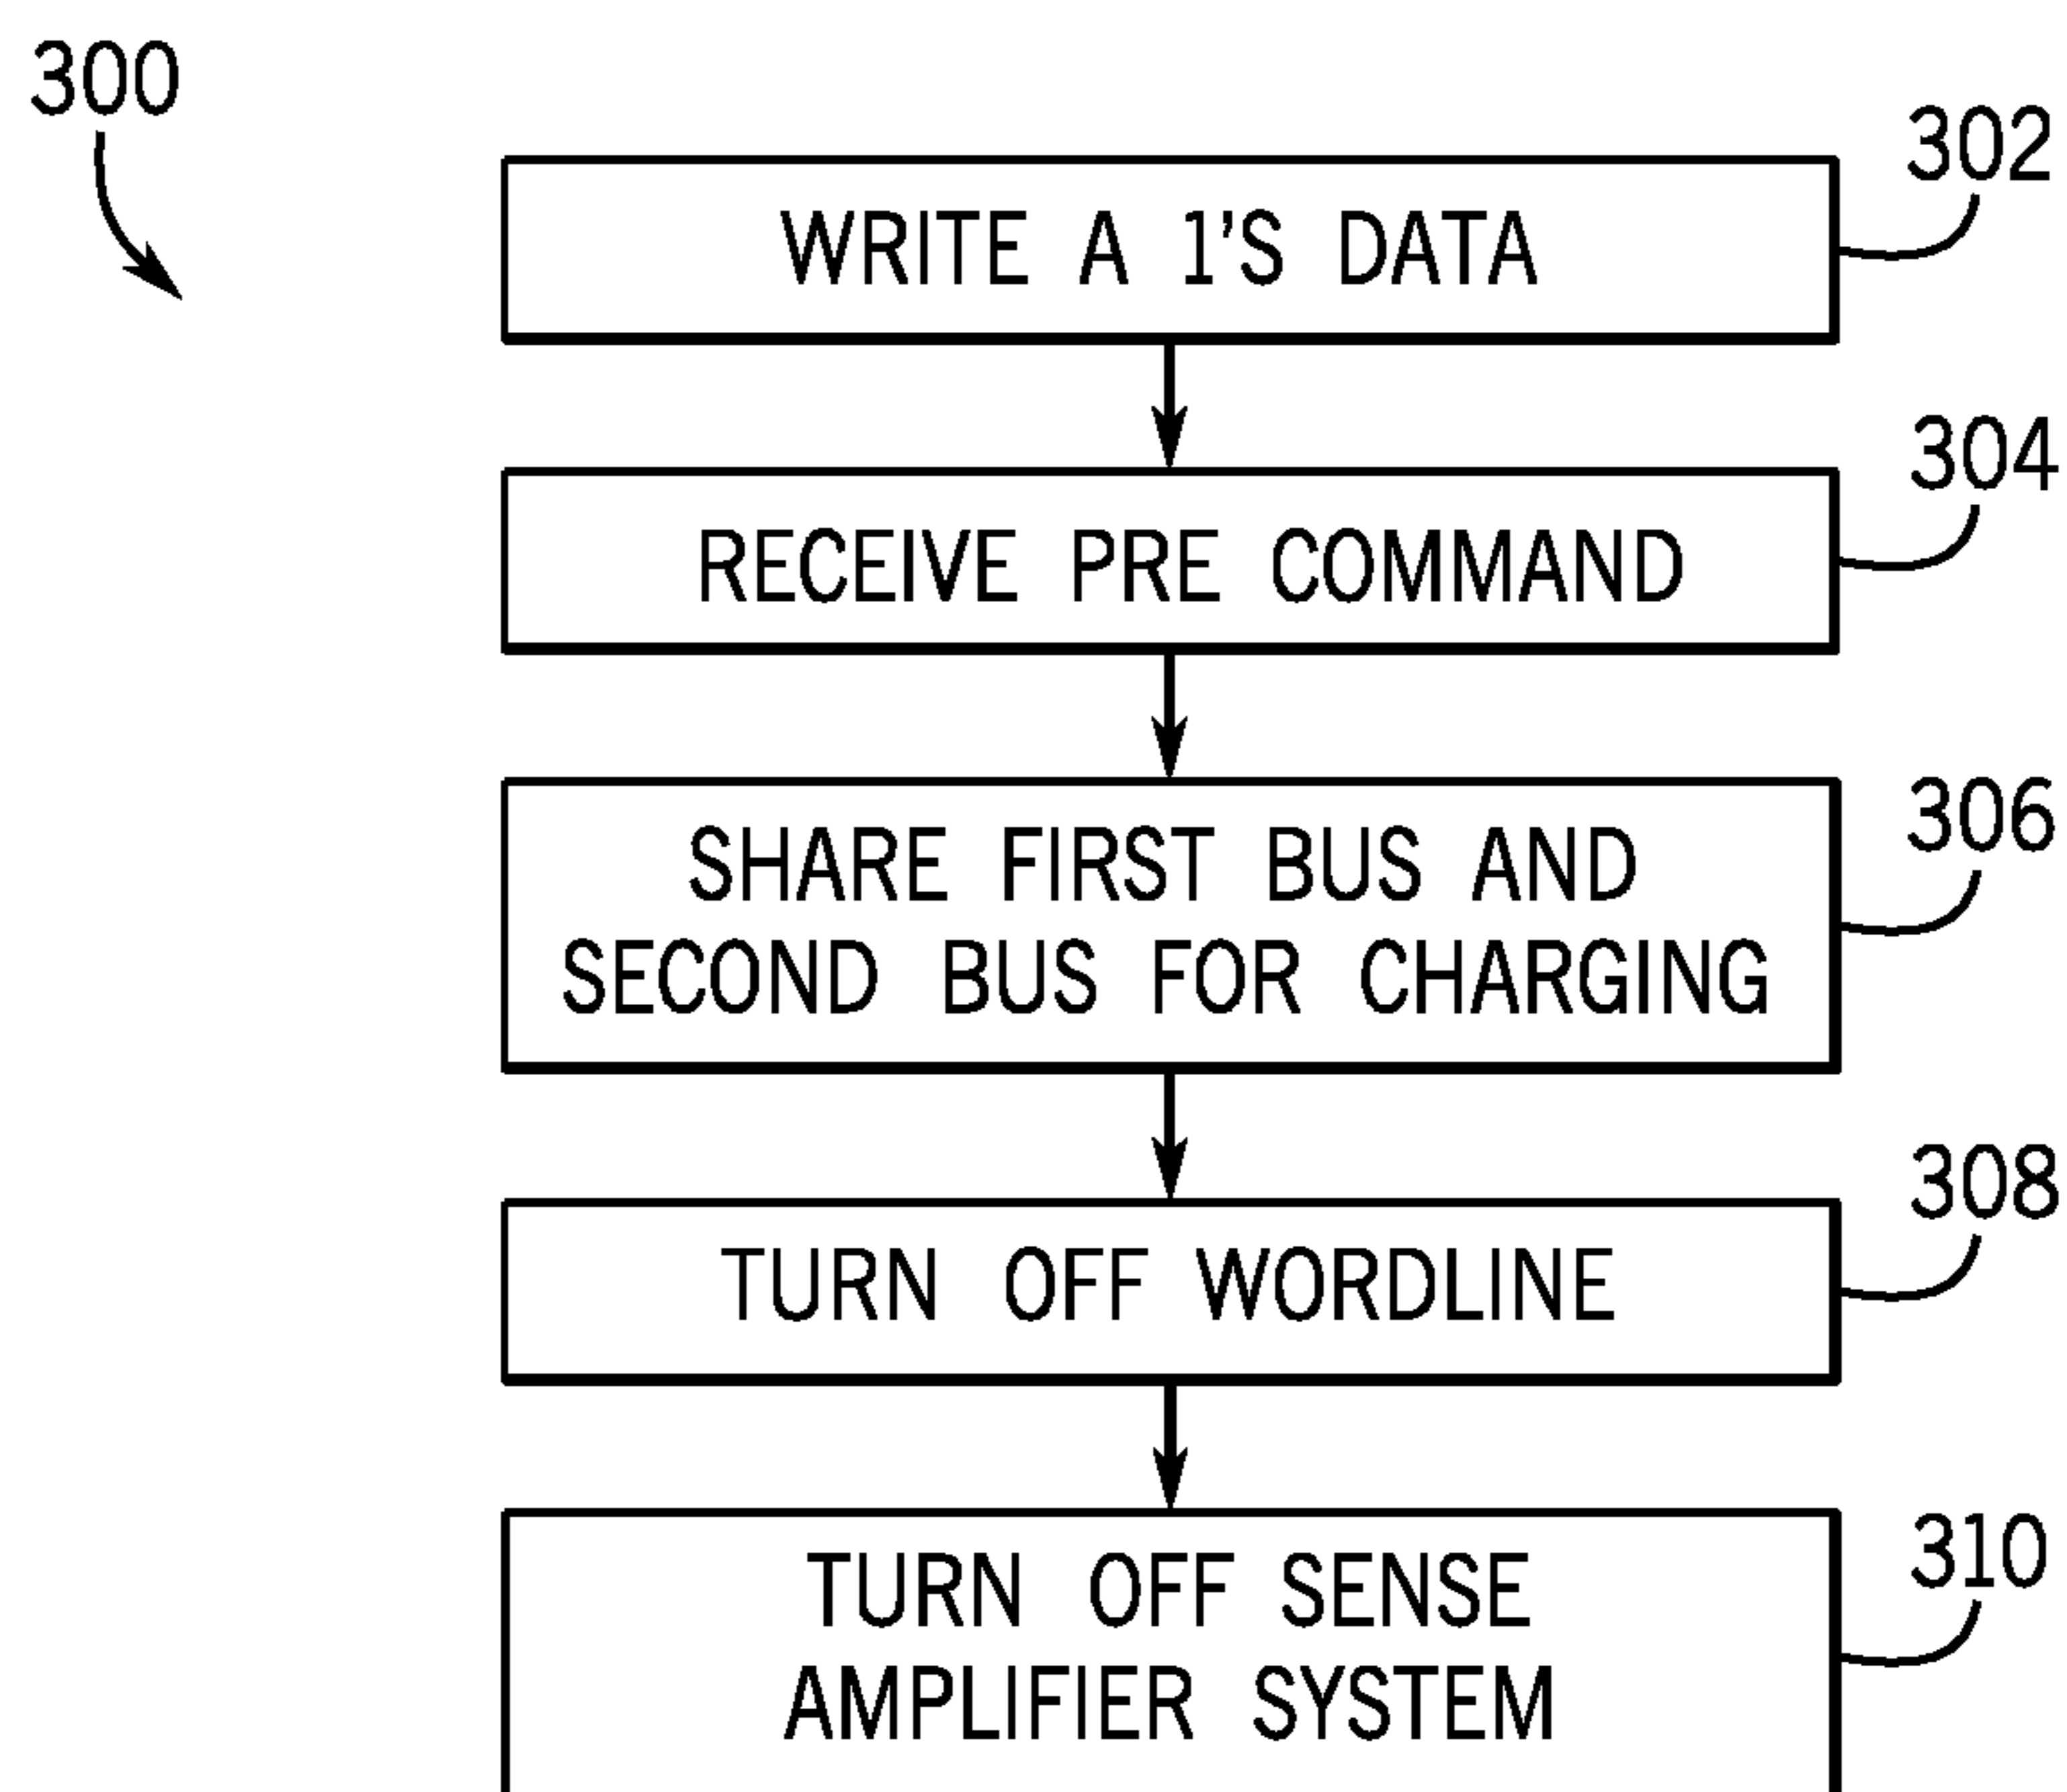 300
302
WRITE A 1'S DATA
304
RECEIVE PRE COMMAND
306
SHARE FIRST BUS AND
SECOND BUS FOR CHARGING
308
TURN OFF WORDLINE
310
TURN OFF SENSE
AMPLIFIER SYSTEM